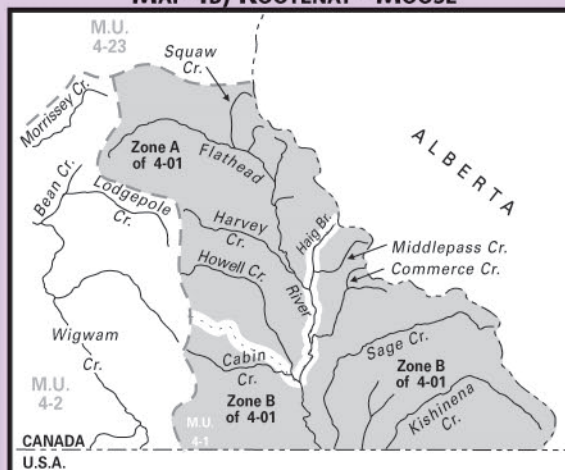 MAP 4D, KOOTENAY - MOOSE
M.U.
4-23
Squaw
Cr.
Morrissey Cr.
ALBERTA
Zone A
of 4-01
Flathead
Bean Cr.
Lodgepole
Cr.
Harvey
Cr.
Haig Br.
Middlepass Cr.
Commerce Cr.
Howell Cr.
River
Wigwam
Cr.
Cabin
Cr.
Sage Cr.
Zone B
of 4-01
M.U.
4-2
Zone B
of 4-01
Kishinena
Cr.
M.U.
4-1
CANADA
U.S.A.